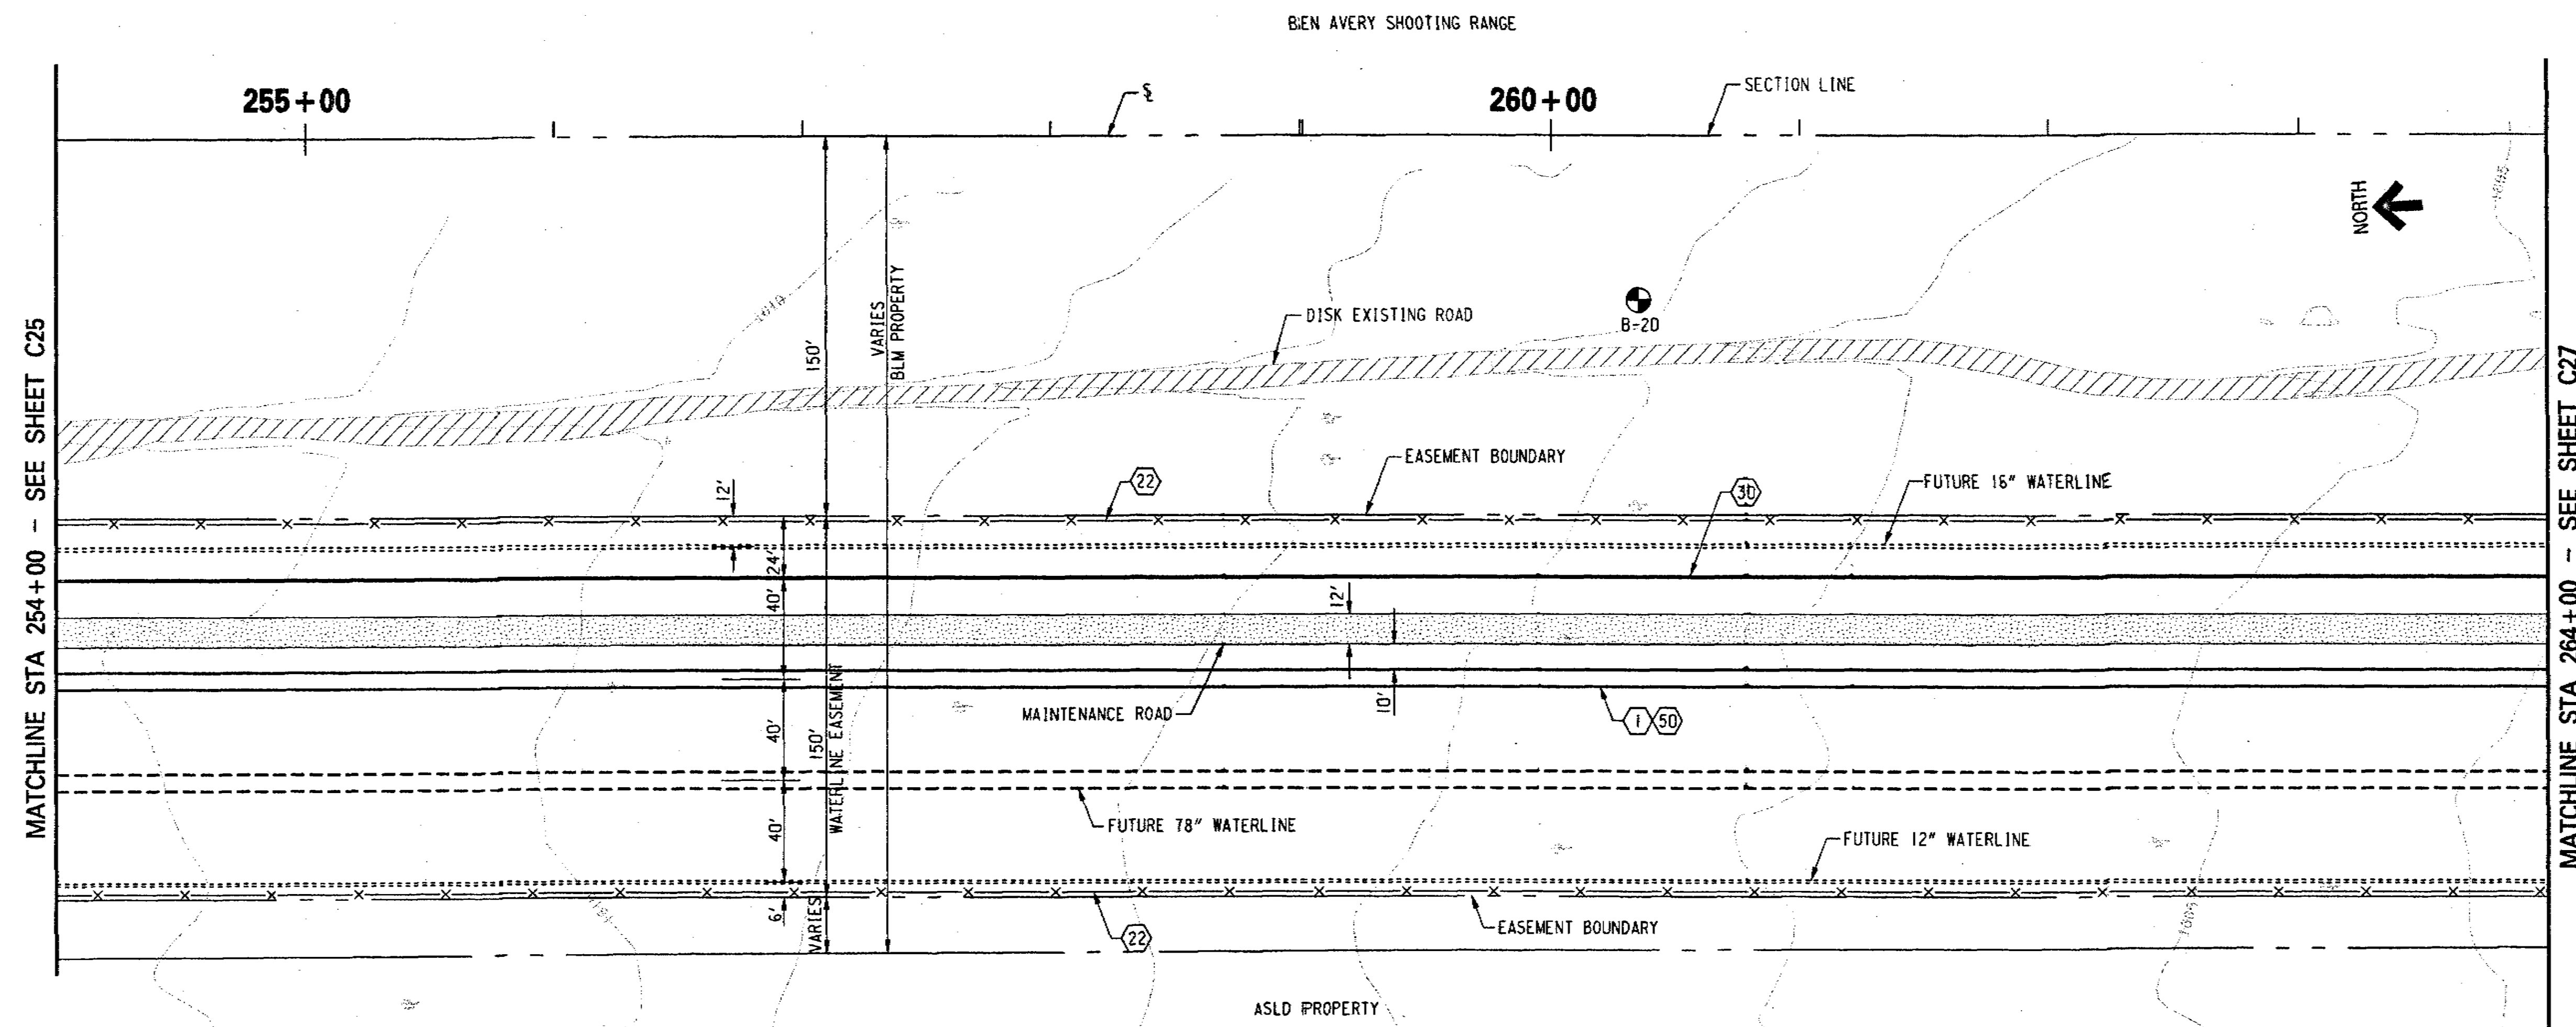 BEN AVERY SHOOTING RANGE
255+00
260+00
SECTION LINE
NORTH
1005
1010
B-20
DISK EXISTING ROAD
150'
VARIES
BLM PROPERTY
MATCHLINE STA 254+00 - SEE SHEET C25
MATCHLINE STA 264+00 - SEE SHEET C27
EASEMENT BOUNDARY
22
30
FUTURE 16" WATERLINE
12'
24'
40'
12'
10'
MAINTENANCE ROAD
1
50
40'
150'
WATERLINE EASEMENT
FUTURE 78" WATERLINE
40'
FUTURE 12" WATERLINE
6'
VARIES
22
EASEMENT BOUNDARY
1005
ASLD PROPERTY